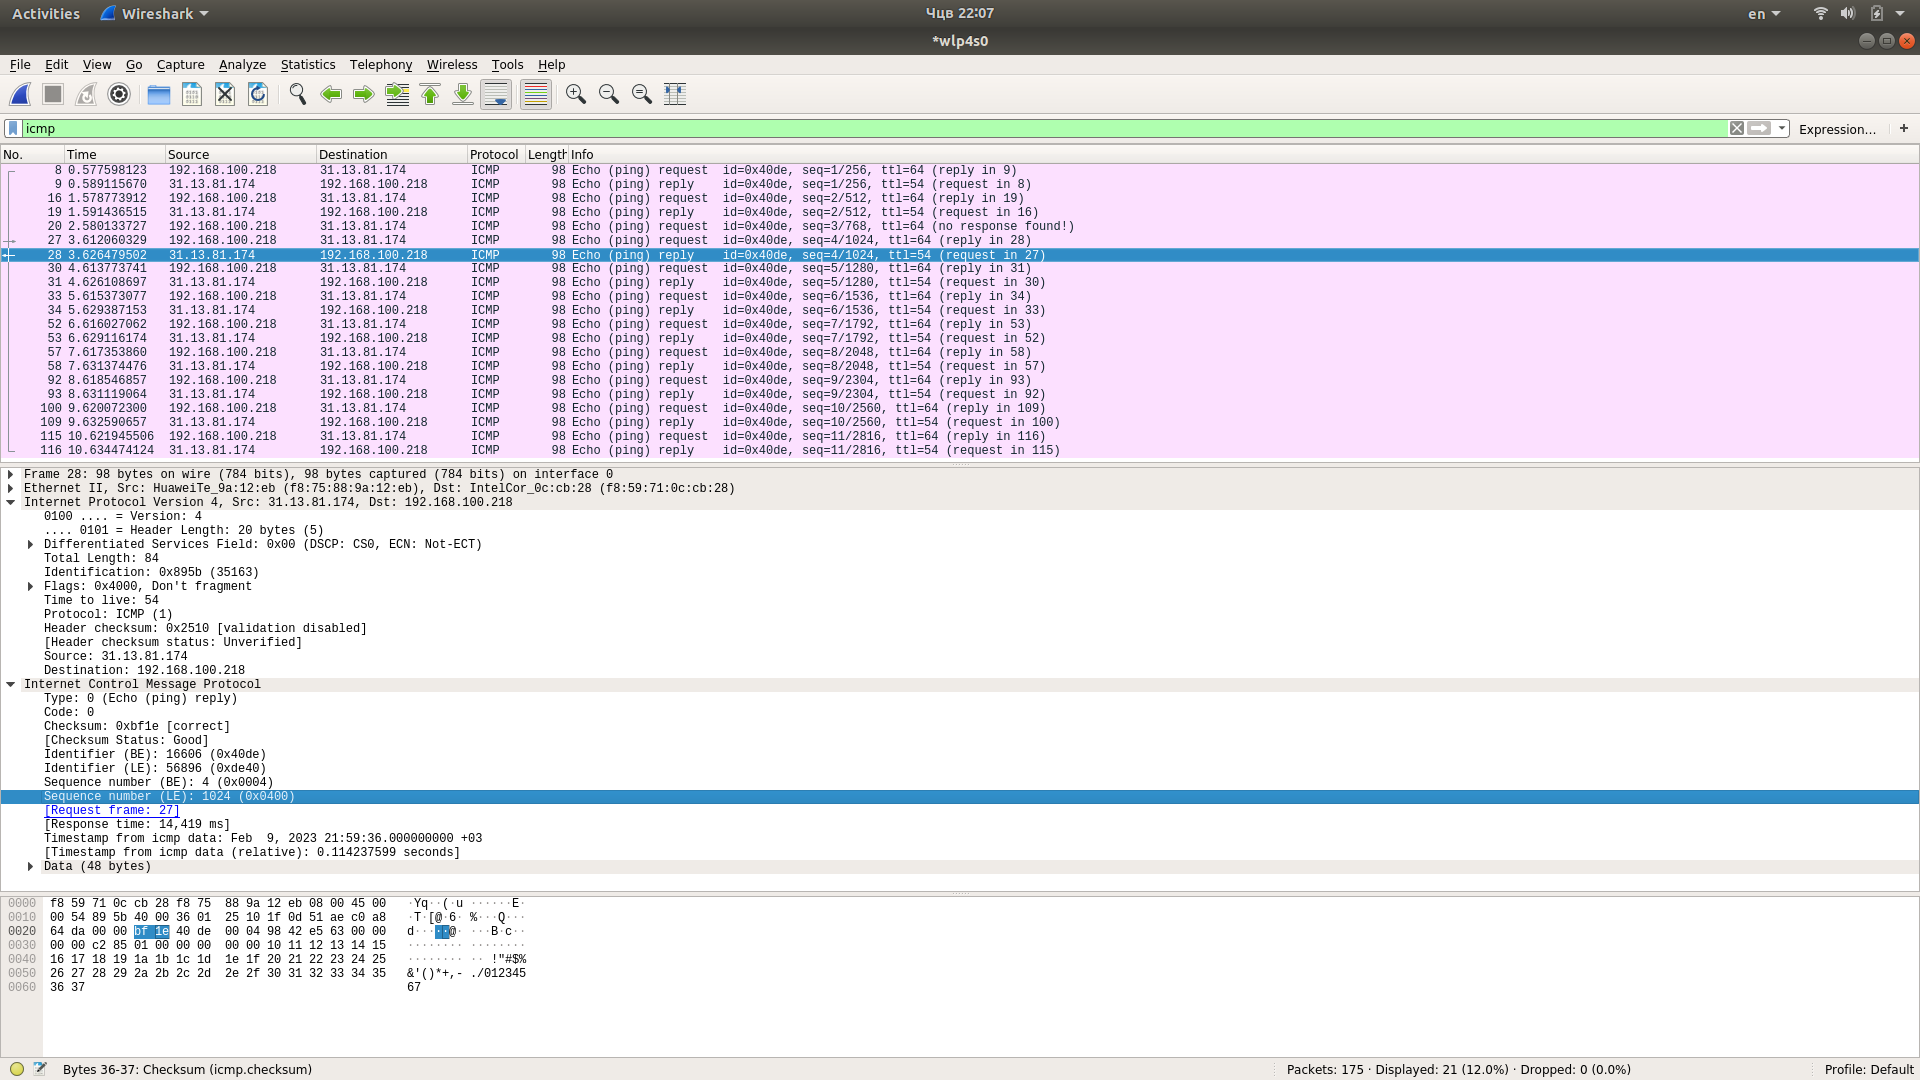 Activities Wireshark Чцв 22:07 en
*wlp4s0
File Edit View Go Capture Analyze Statistics Telephony Wireless Tools Help
icmp Expression… +
No. Time Source Destination Protocol Length Info
8 0.577598123 192.168.100.218 31.13.81.174 ICMP 98 Echo (ping) request id=0x40de, seq=1/256, ttl=64 (reply in 9)
9 0.589115670 31.13.81.174 192.168.100.218 ICMP 98 Echo (ping) reply id=0x40de, seq=1/256, ttl=54 (request in 8)
16 1.578773912 192.168.100.218 31.13.81.174 ICMP 98 Echo (ping) request id=0x40de, seq=2/512, ttl=64 (reply in 19)
19 1.591436515 31.13.81.174 192.168.100.218 ICMP 98 Echo (ping) reply id=0x40de, seq=2/512, ttl=54 (request in 16)
20 2.580133727 192.168.100.218 31.13.81.174 ICMP 98 Echo (ping) request id=0x40de, seq=3/768, ttl=64 (no response found!)
27 3.612060329 192.168.100.218 31.13.81.174 ICMP 98 Echo (ping) request id=0x40de, seq=4/1024, ttl=64 (reply in 28)
28 3.626479502 31.13.81.174 192.168.100.218 ICMP 98 Echo (ping) reply id=0x40de, seq=4/1024, ttl=54 (request in 27)
30 4.613773741 192.168.100.218 31.13.81.174 ICMP 98 Echo (ping) request id=0x40de, seq=5/1280, ttl=64 (reply in 31)
31 4.626108697 31.13.81.174 192.168.100.218 ICMP 98 Echo (ping) reply id=0x40de, seq=5/1280, ttl=54 (request in 30)
33 5.615373077 192.168.100.218 31.13.81.174 ICMP 98 Echo (ping) request id=0x40de, seq=6/1536, ttl=64 (reply in 34)
34 5.629387153 31.13.81.174 192.168.100.218 ICMP 98 Echo (ping) reply id=0x40de, seq=6/1536, ttl=54 (request in 33)
52 6.616027062 192.168.100.218 31.13.81.174 ICMP 98 Echo (ping) request id=0x40de, seq=7/1792, ttl=64 (reply in 53)
53 6.629116174 31.13.81.174 192.168.100.218 ICMP 98 Echo (ping) reply id=0x40de, seq=7/1792, ttl=54 (request in 52)
57 7.617353860 192.168.100.218 31.13.81.174 ICMP 98 Echo (ping) request id=0x40de, seq=8/2048, ttl=64 (reply in 58)
58 7.631374476 31.13.81.174 192.168.100.218 ICMP 98 Echo (ping) reply id=0x40de, seq=8/2048, ttl=54 (request in 57)
92 8.618546857 192.168.100.218 31.13.81.174 ICMP 98 Echo (ping) request id=0x40de, seq=9/2304, ttl=64 (reply in 93)
93 8.631119064 31.13.81.174 192.168.100.218 ICMP 98 Echo (ping) reply id=0x40de, seq=9/2304, ttl=54 (request in 92)
100 9.620072300 192.168.100.218 31.13.81.174 ICMP 98 Echo (ping) request id=0x40de, seq=10/2560, ttl=64 (reply in 109)
109 9.632590657 31.13.81.174 192.168.100.218 ICMP 98 Echo (ping) reply id=0x40de, seq=10/2560, ttl=54 (request in 100)
115 10.621945506 192.168.100.218 31.13.81.174 ICMP 98 Echo (ping) request id=0x40de, seq=11/2816, ttl=64 (reply in 116)
116 10.634474124 31.13.81.174 192.168.100.218 ICMP 98 Echo (ping) reply id=0x40de, seq=11/2816, ttl=54 (request in 115)
Frame 28: 98 bytes on wire (784 bits), 98 bytes captured (784 bits) on interface 0
Ethernet II, Src: HuaweiTe_9a:12:eb (f8:75:88:9a:12:eb), Dst: IntelCor_0c:cb:28 (f8:59:71:0c:cb:28)
Internet Protocol Version 4, Src: 31.13.81.174, Dst: 192.168.100.218
0100 .... = Version: 4
.... 0101 = Header Length: 20 bytes (5)
Differentiated Services Field: 0x00 (DSCP: CS0, ECN: Not-ECT)
Total Length: 84
Identification: 0x895b (35163)
Flags: 0x4000, Don't fragment
Time to live: 54
Protocol: ICMP (1)
Header checksum: 0x2510 [validation disabled]
[Header checksum status: Unverified]
Source: 31.13.81.174
Destination: 192.168.100.218
Internet Control Message Protocol
Type: 0 (Echo (ping) reply)
Code: 0
Checksum: 0xbf1e [correct]
[Checksum Status: Good]
Identifier (BE): 16606 (0x40de)
Identifier (LE): 56896 (0xde40)
Sequence number (BE): 4 (0x0004)
Sequence number (LE): 1024 (0x0400)
[Request frame: 27]
[Response time: 14,419 ms]
Timestamp from icmp data: Feb  9, 2023 21:59:36.000000000 +03
[Timestamp from icmp data (relative): 0.114237599 seconds]
Data (48 bytes)
0000 f8 59 71 0c cb 28 f8 75 88 9a 12 eb 08 00 45 00 ·Yq··(·u ······E·
0010 00 54 89 5b 40 00 36 01 25 10 1f 0d 51 ae c0 a8 ·T·[@·6· %···Q···
0020 64 da 00 00 bf 1e 40 de 00 04 98 42 e5 63 00 00 d·····@· ···B·c··
0030 00 00 c2 85 01 00 00 00 00 00 10 11 12 13 14 15 ········ ········
0040 16 17 18 19 1a 1b 1c 1d 1e 1f 20 21 22 23 24 25 ········ ·· !"#$%
0050 26 27 28 29 2a 2b 2c 2d 2e 2f 30 31 32 33 34 35 &'()*+,- ./012345
0060 36 37 67
Bytes 36-37: Checksum (icmp.checksum) Packets: 175 · Displayed: 21 (12.0%) · Dropped: 0 (0.0%) Profile: Default